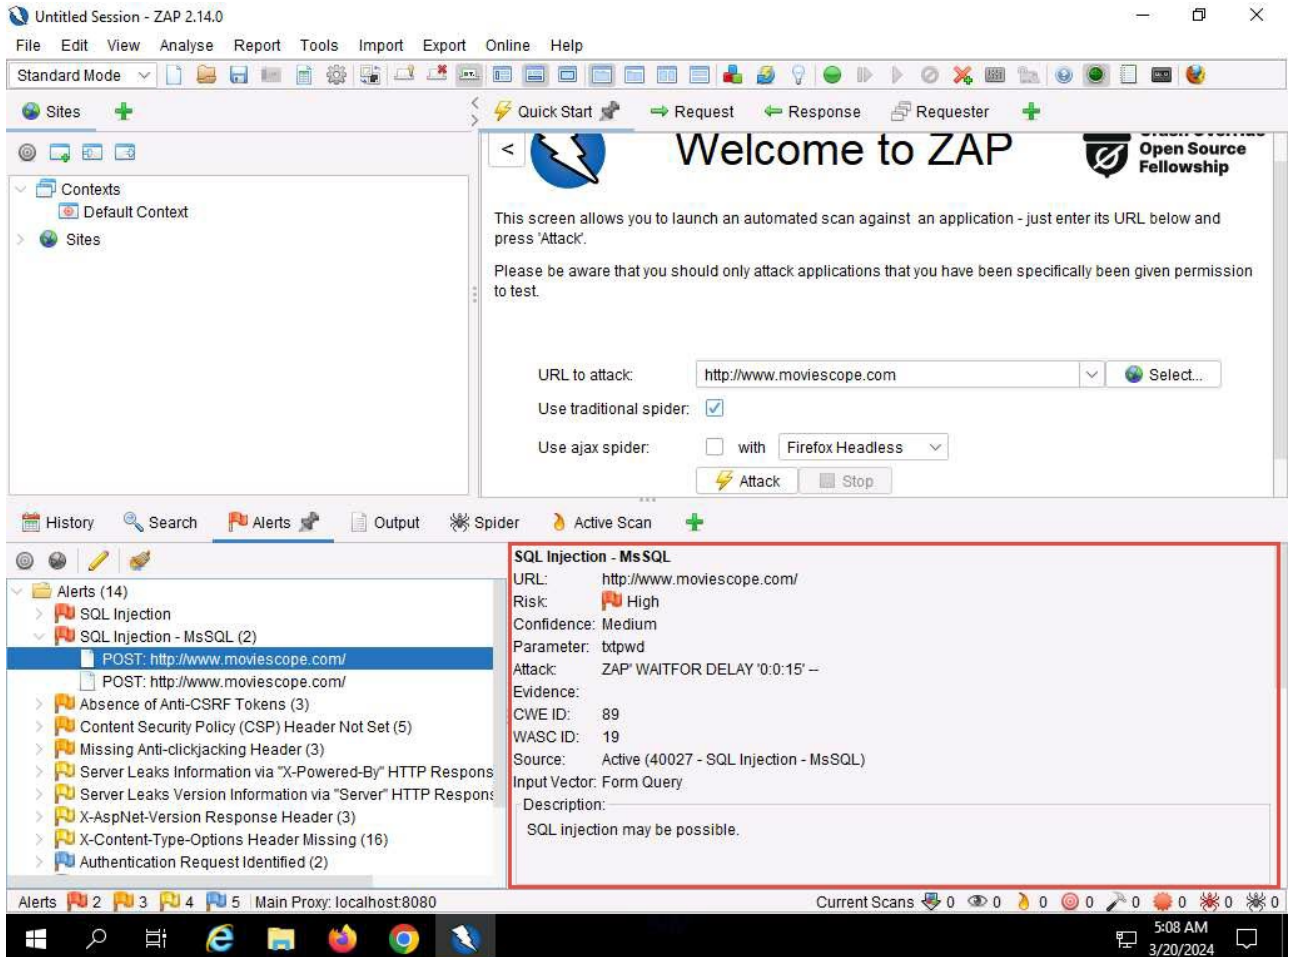 Untitled Session - ZAP 2.14.0
File Edit View Analyse Report Tools Import Export Online Help
Standard Mode
Sites
Quick Start Request Response Requester
Contexts
Default Context
Sites
< Welcome to ZAP
Open Source
Fellowship
This screen allows you to launch an automated scan against an application - just enter its URL below and
press 'Attack'.
Please be aware that you should only attack applications that you have been specifically been given permission
to test.
URL to attack: http://www.moviescope.com Select...
Use traditional spider:
Use ajax spider: with Firefox Headless
Attack Stop
History Search Alerts Output Spider Active Scan
Alerts (14)
SQL Injection
SQL Injection - MsSQL (2)
POST: http://www.moviescope.com/
POST: http://www.moviescope.com/
Absence of Anti-CSRF Tokens (3)
Content Security Policy (CSP) Header Not Set (5)
Missing Anti-clickjacking Header (3)
Server Leaks Information via "X-Powered-By" HTTP Respons
Server Leaks Version Information via "Server" HTTP Respons
X-AspNet-Version Response Header (3)
X-Content-Type-Options Header Missing (16)
Authentication Request Identified (2)
SQL Injection - MsSQL
URL: http://www.moviescope.com/
Risk: High
Confidence: Medium
Parameter: txtpwd
Attack: ZAP' WAITFOR DELAY '0:0:15' --
Evidence:
CWE ID: 89
WASC ID: 19
Source: Active (40027 - SQL Injection - MsSQL)
Input Vector: Form Query
Description:
SQL injection may be possible.
Alerts 2 3 4 5 Main Proxy: localhost:8080
Current Scans 0 0 0 0 0 0 0 0
5:08 AM
3/20/2024